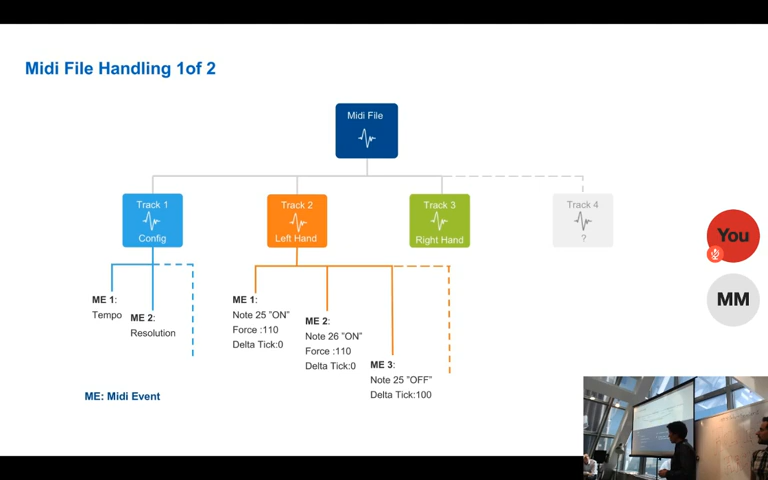 Midi File Handling 1of 2
Midi File
Track 1
Config
Track 2
Left Hand
Track 3
Right Hand
Track 4
?
ME 1:
Tempo
ME 2:
Resolution
ME 1:
Note 25 "ON"
Force :110
Delta Tick:0
ME 2:
Note 26 "ON"
Force :110
Delta Tick:0
ME 3:
Note 25 "OFF"
Delta Tick:100
ME: Midi Event
You
MM